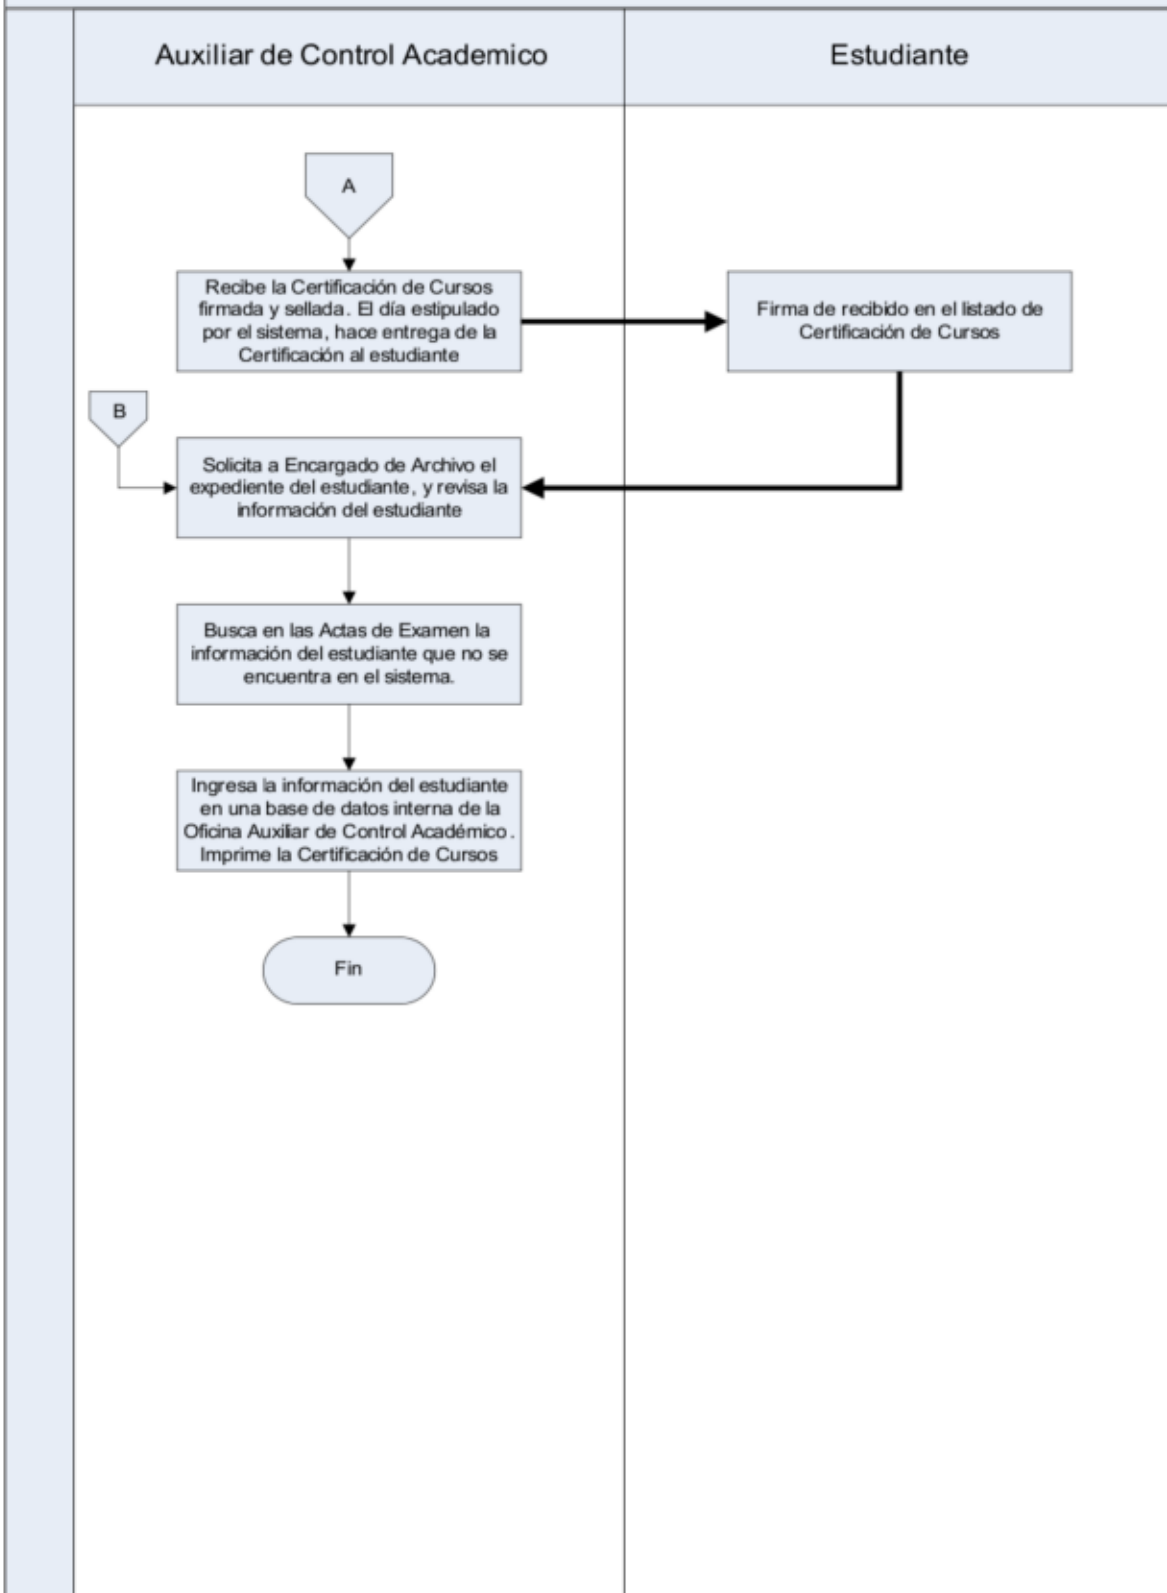 Auxiliar de Control Academico
Estudiante
A
Recibe la Certificación de Cursos
firmada y sellada. El día estipulado
por el sistema, hace entrega de la
Certificación al estudiante
Firma de recibido en el listado de
Certificación de Cursos
B
Solicita a Encargado de Archivo el
expediente del estudiante, y revisa la
información del estudiante
Busca en las Actas de Examen la
información del estudiante que no se
encuentra en el sistema.
Ingresa la información del estudiante
en una base de datos interna de la
Oficina Auxiliar de Control Académico.
Imprime la Certificación de Cursos
Fin